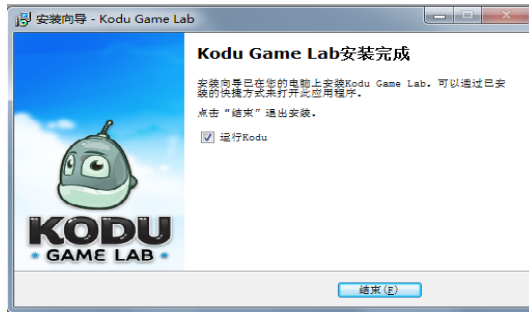 安装向导 - Kodu Game Lab
Kodu Game Lab安装完成
安装向导已在您的电脑上安装Kodu Game Lab。可以通过已安
装的快捷方式来打开此应用程序。
点击“结束”退出安装。
运行Kodu
KODU
GAME LAB
结束(F)